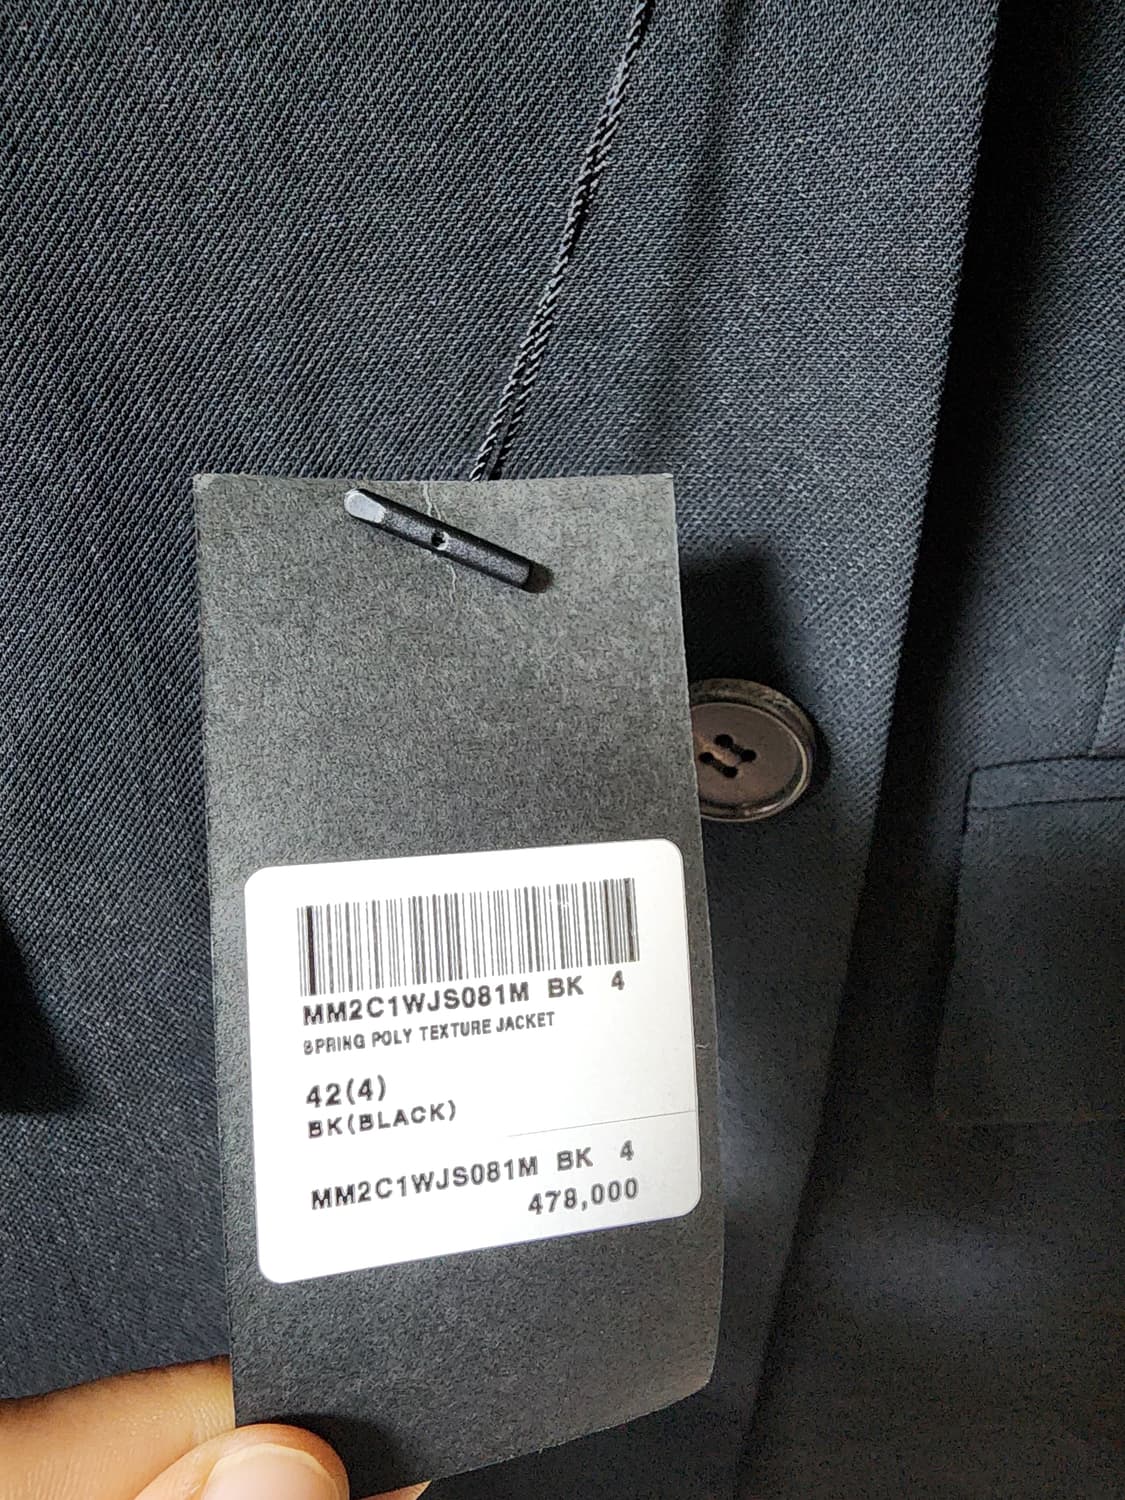 MM2C1WJS081M BK 4
SPRING POLY TEXTURE JACKET
42(4)
BK(BLACK)
MM2C1WJS081M BK 4
478,000